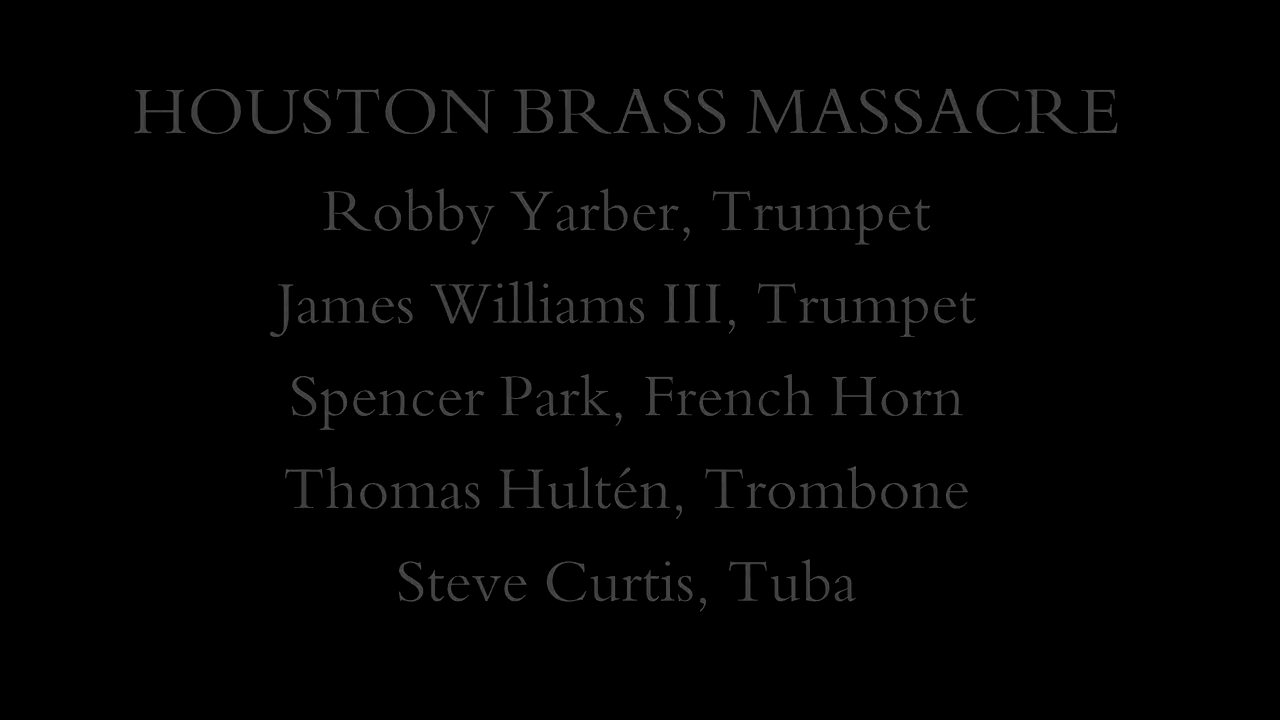 HOUSTON BRASS MASSACRE
Robby Yarber, Trumpet
James Williams III, Trumpet
Spencer Park, French Horn
Thomas Hultén, Trombone
Steve Curtis, Tuba